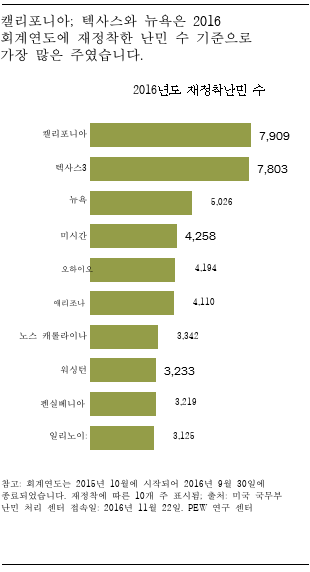 캘리포니아; 텍사스와 뉴욕은 2016
회계연도에 재정착한 난민 수 기준으로
가장 많은 주였습니다.
2016년도 재정착난민 수
캘리포니아 7,909
텍사스3 7,803
뉴욕 5,026
미시간 4,258
오하이오 4,194
애리조나 4,110
노스 캐롤라이나 3,342
워싱턴 3,233
펜실베니아 3,219
일리노이: 3,125
참고: 회계연도는 2015년 10월에 시작되어 2016년 9월 30일에
종료되었습니다. 재정착에 따른 10개 주 표시됨; 출처: 미국 국무부
난민 처리 센터 접속일: 2016년 11월 22일. PEW 연구 센터